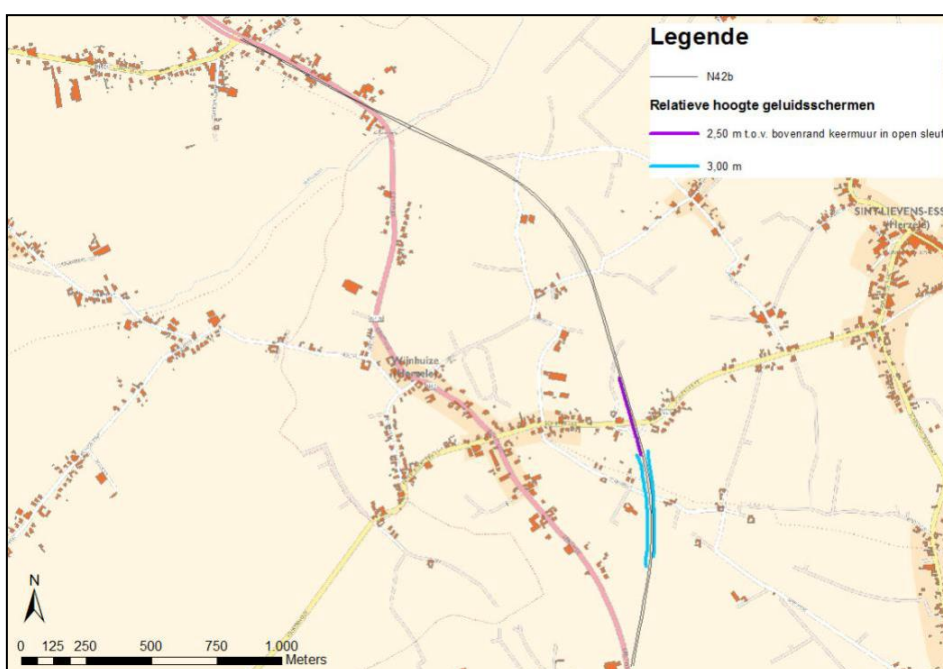 Legende
N42b
Relatieve hoogte geluidsschermen
2,50 m t.o.v. bovenrand keermuur in open sleuf
3,00 m
SINT-LIEVENS-ESS
(Herzele)
Wijnhuize
(Herzele)
N
0 125 250 500 750 1.000
Meters